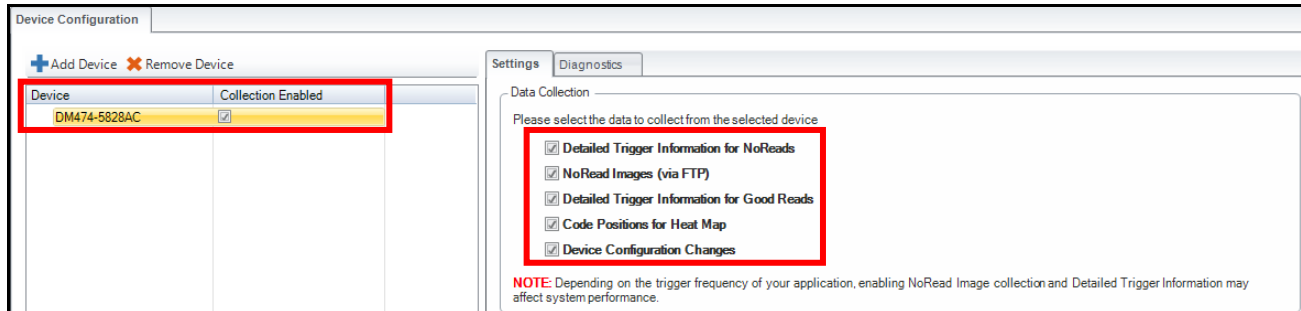 Device Configuration
Add Device Remove Device
Device Collection Enabled
DM474-5828AC
Settings Diagnostics
Data Collection
Please select the data to collect from the selected device
Detailed Trigger Information for NoReads
NoRead Images (via FTP)
Detailed Trigger Information for Good Reads
Code Positions for Heat Map
Device Configuration Changes
NOTE: Depending on the trigger frequency of your application, enabling NoRead Image collection and Detailed Trigger Information may
affect system performance.